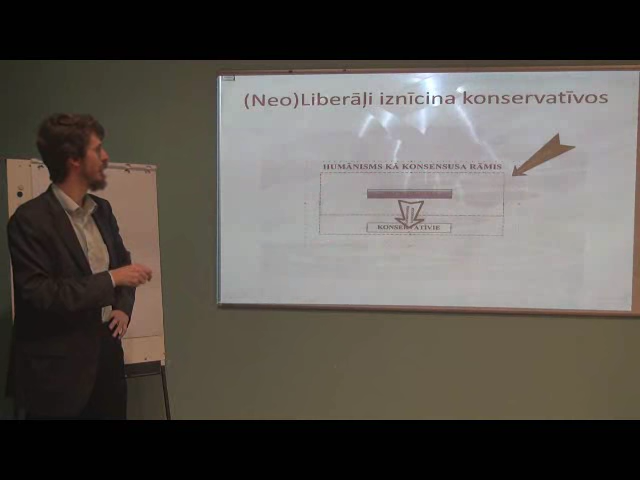 (Neo)Liberāļi iznīcina konservatīvos
HUMĀNISMS KĀ KONSENSUSA RĀMIS
KONSERVATĪVIE